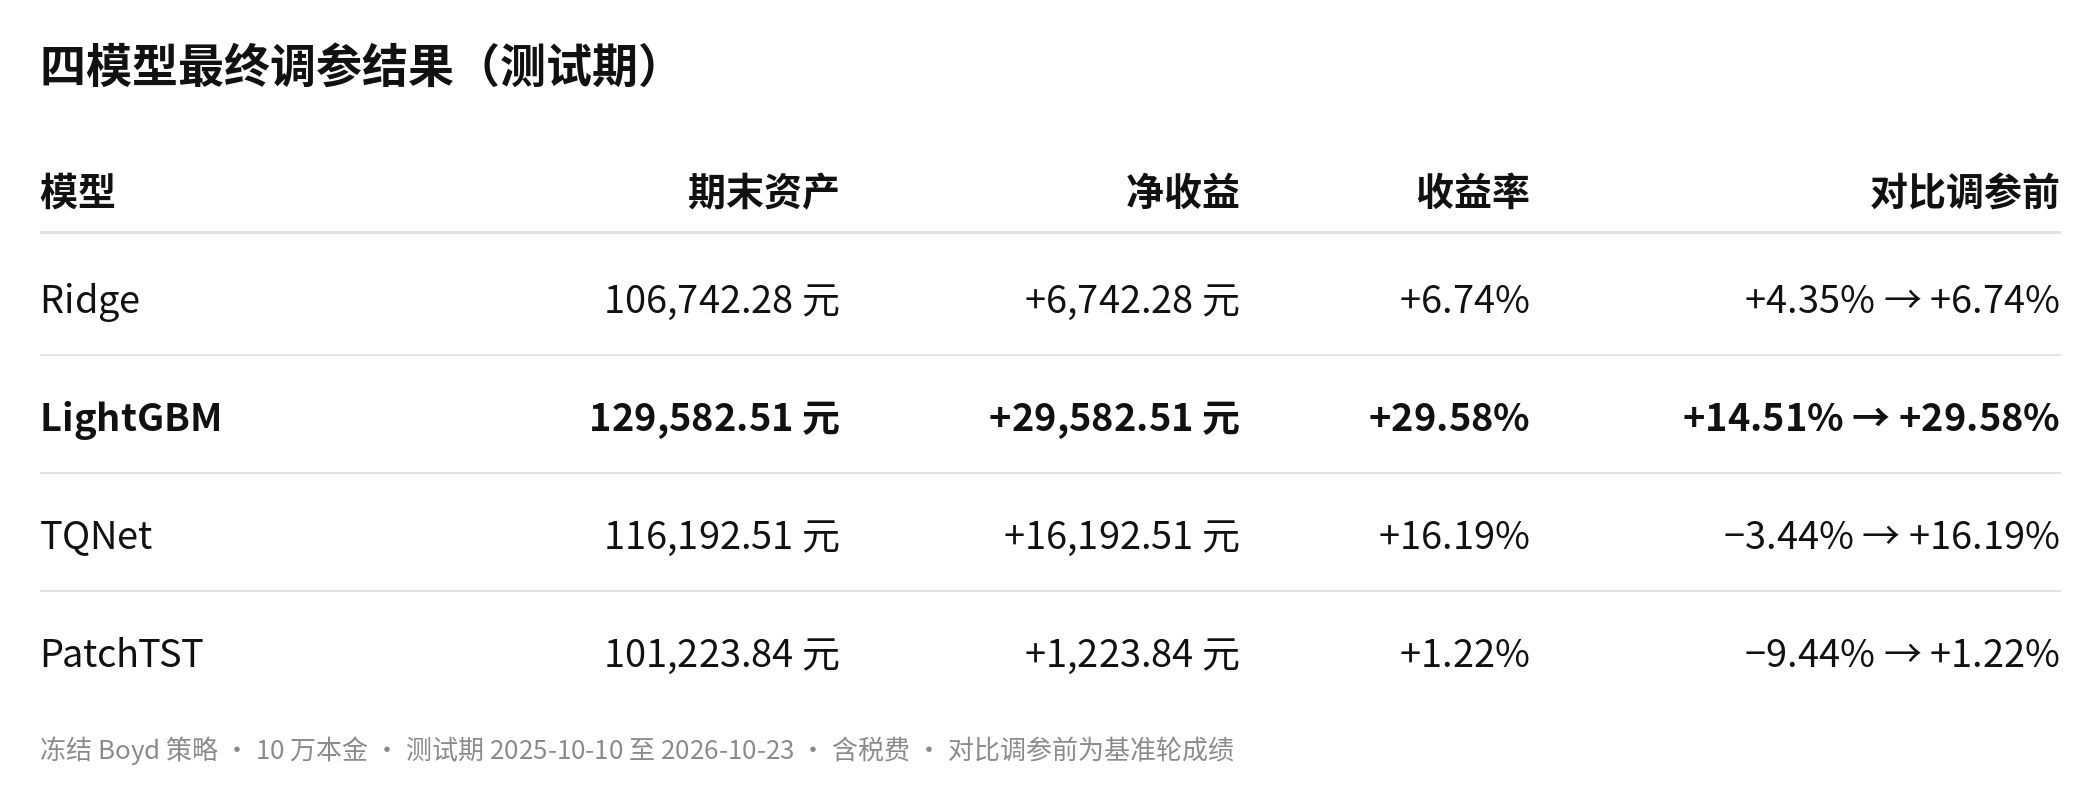 四模型最终调参结果（测试期）
模型 期末资产 净收益 收益率 对比调参前
Ridge 106,742.28 元 +6,742.28 元 +6.74% +4.35% → +6.74%
LightGBM 129,582.51 元 +29,582.51 元 +29.58% +14.51% → +29.58%
TQNet 116,192.51 元 +16,192.51 元 +16.19% −3.44% → +16.19%
PatchTST 101,223.84 元 +1,223.84 元 +1.22% −9.44% → +1.22%
冻结 Boyd 策略 · 10 万本金 · 测试期 2025-10-10 至 2026-10-23 · 含税费 · 对比调参前为基准轮成绩